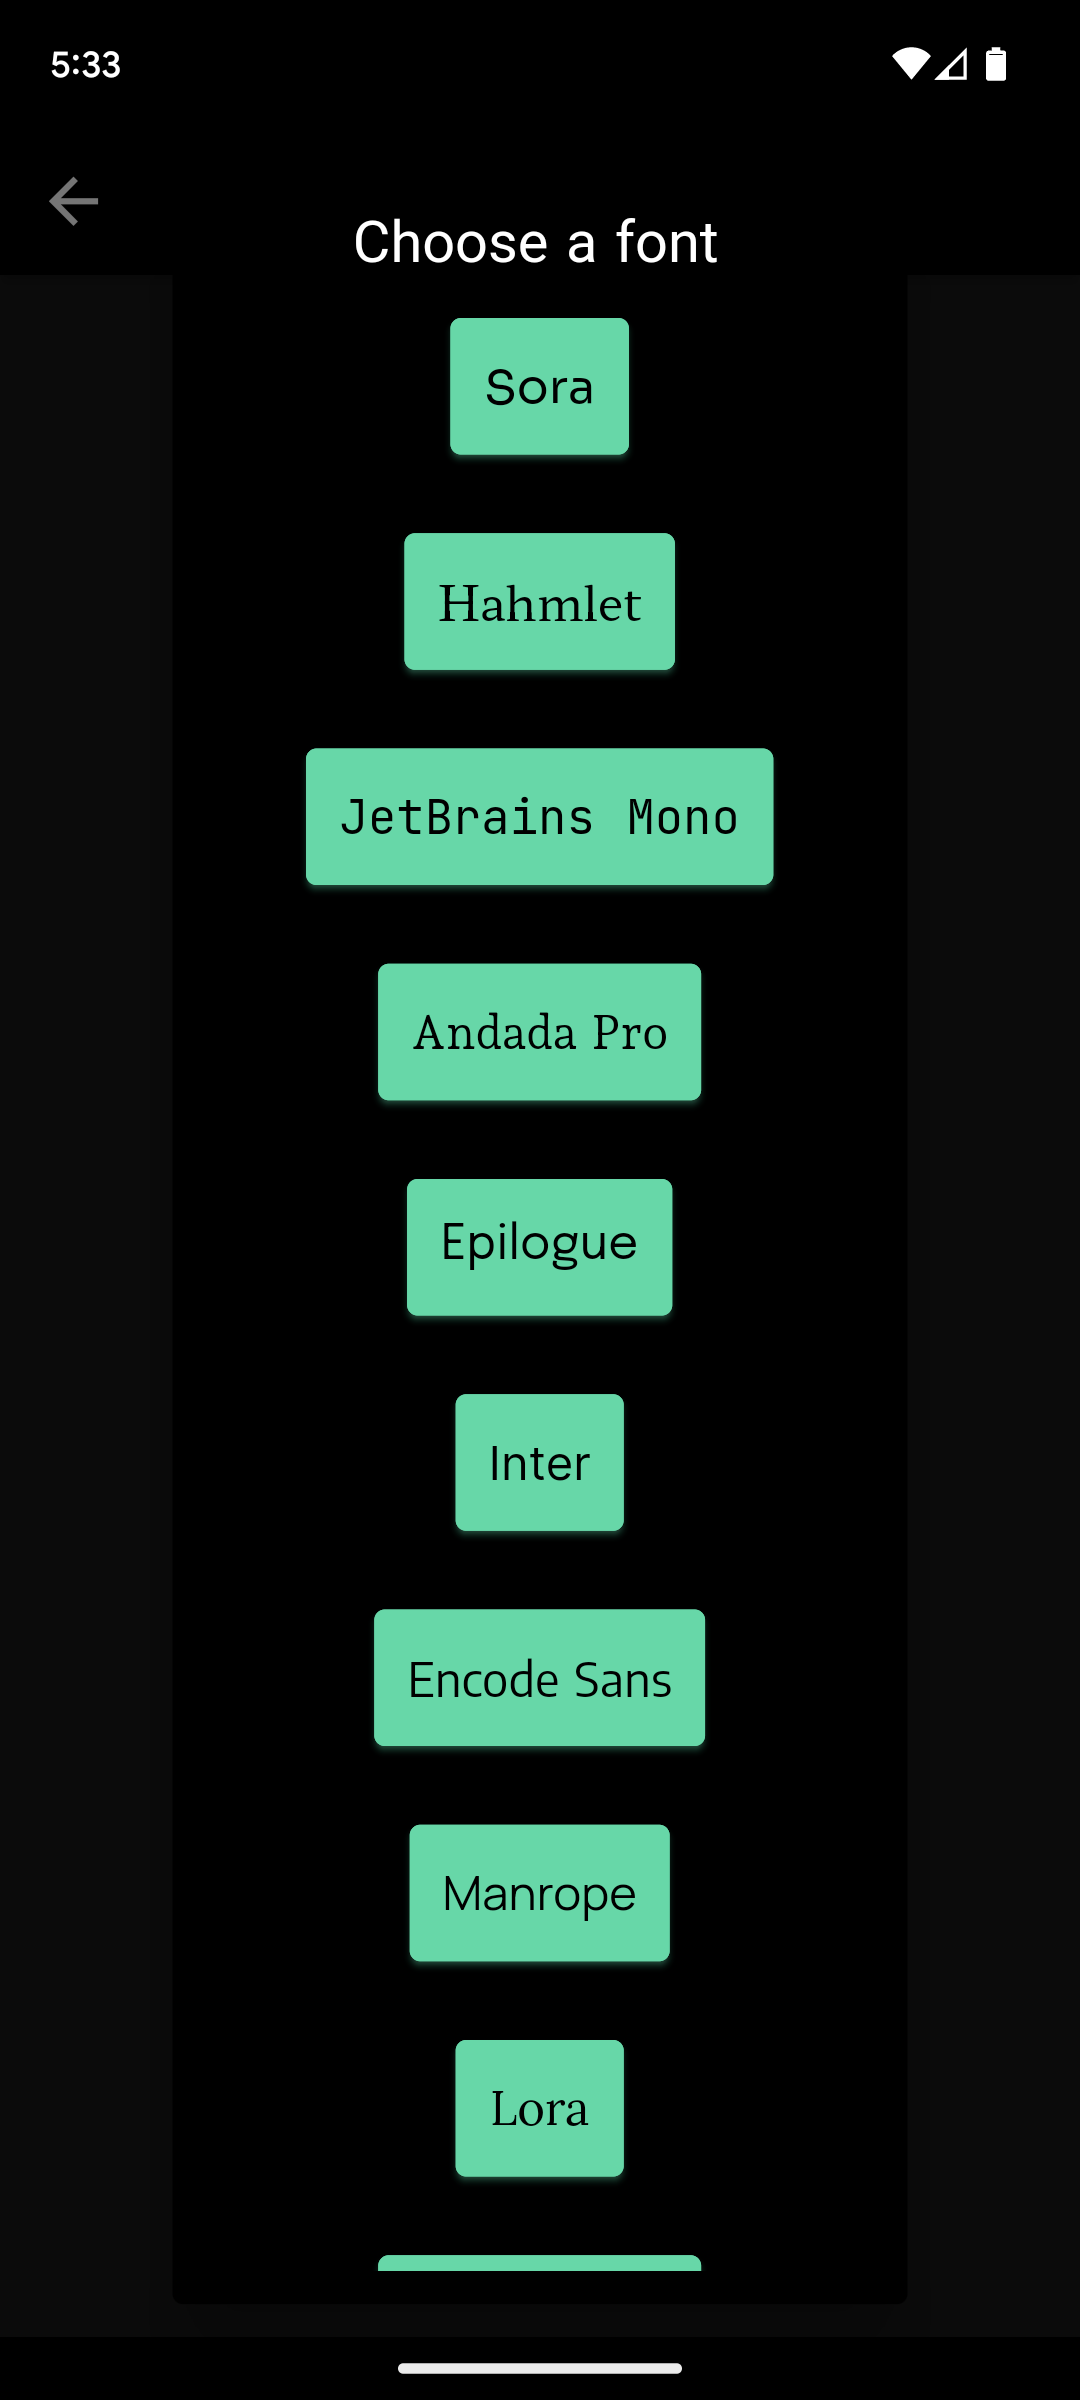 5:33
Choose a font
Sora
Hahmlet
JetBrains Mono
Andada Pro
Epilogue
Inter
Encode Sans
Manrope
Lora